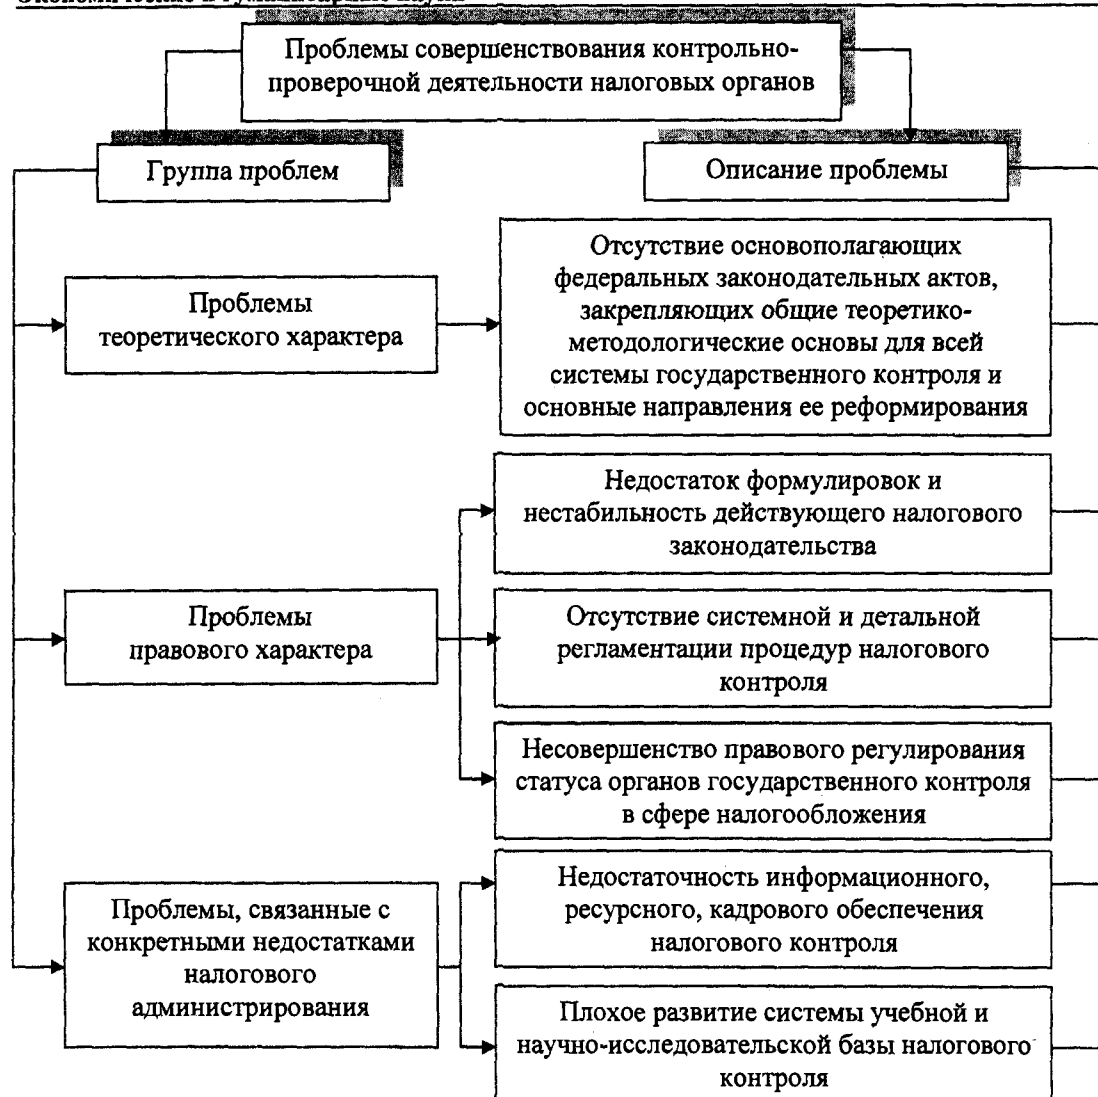 Проблемы совершенствования контрольно-
проверочной деятельности налоговых органов
Группа проблем
Описание проблемы
Проблемы
теоретического характера
Отсутствие основополагающих
федеральных законодательных актов,
закрепляющих общие теоретико-
методологические основы для всей
системы государственного контроля и
основные направления ее реформирования
Проблемы
правового характера
Недостаток формулировок и
нестабильность действующего налогового
законодательства
Отсутствие системной и детальной
регламентации процедур налогового
контроля
Несовершенство правового регулирования
статуса органов государственного контроля
в сфере налогообложения
Проблемы, связанные с
конкретными недостатками
налогового
администрирования
Недостаточность информационного,
ресурсного, кадрового обеспечения
налогового контроля
Плохое развитие системы учебной и
научно-исследовательской базы налогового
контроля